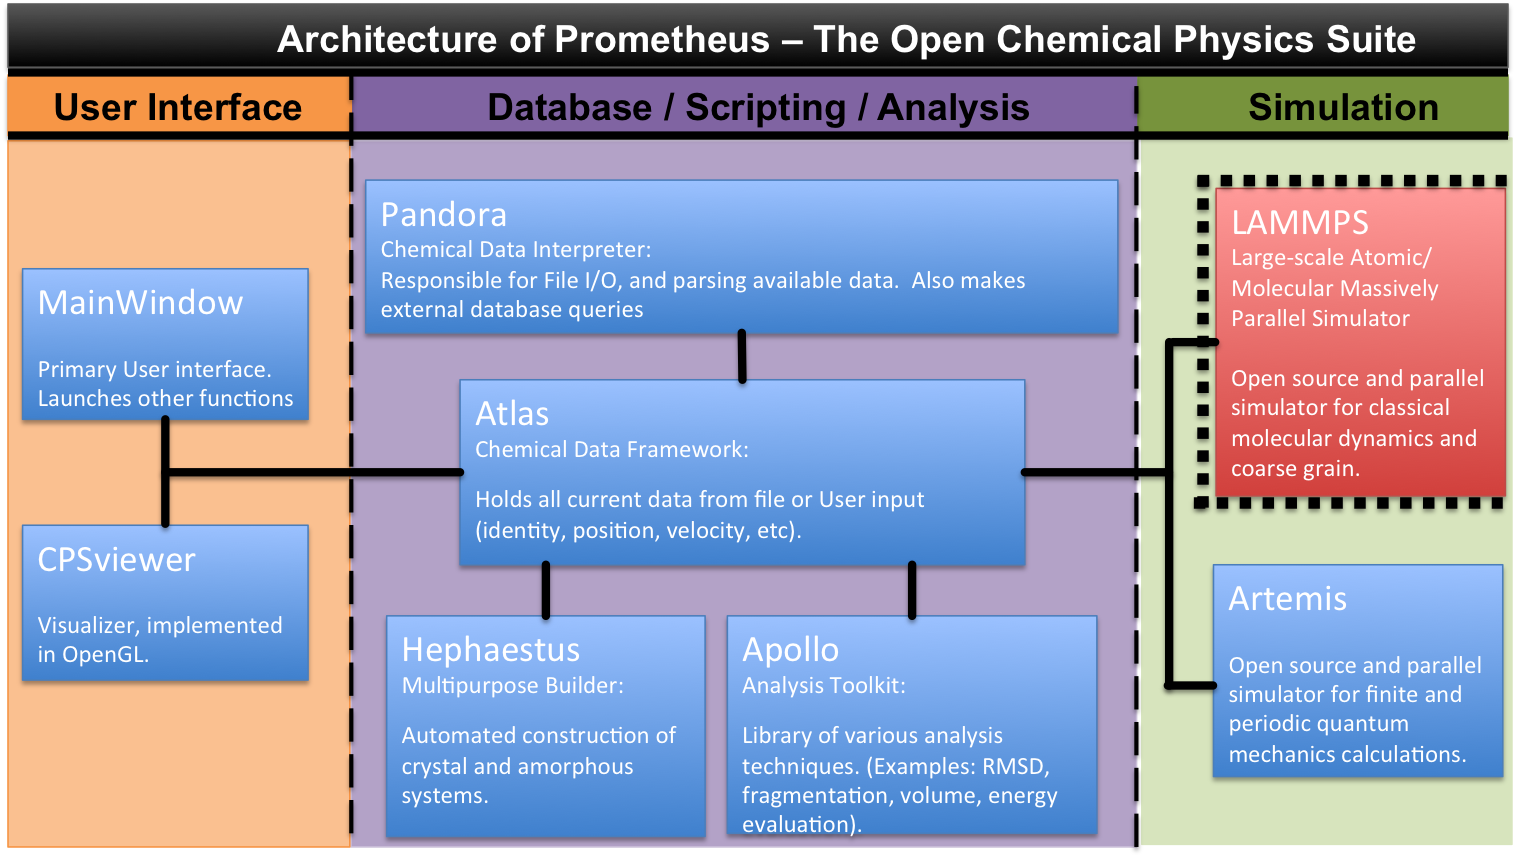 Architecture of Prometheus – The Open Chemical Physics Suite
User Interface
Database / Scripting / Analysis
Simulation
MainWindow
Primary User interface.
Launches other functions
CPSviewer
Visualizer, implemented
in OpenGL.
Pandora
Chemical Data Interpreter:
Responsible for File I/O, and parsing available data.  Also makes
external database queries
Atlas
Chemical Data Framework:
Holds all current data from file or User input
(identity, position, velocity, etc).
Hephaestus
Multipurpose Builder:
Automated construction of
crystal and amorphous
systems.
Apollo
Analysis Toolkit:
Library of various analysis
techniques. (Examples: RMSD,
fragmentation, volume, energy
evaluation).
LAMMPS
Large-scale Atomic/
Molecular Massively
Parallel Simulator
Open source and parallel
simulator for classical
molecular dynamics and
coarse grain.
Artemis
Open source and parallel
simulator for finite and
periodic quantum
mechanics calculations.